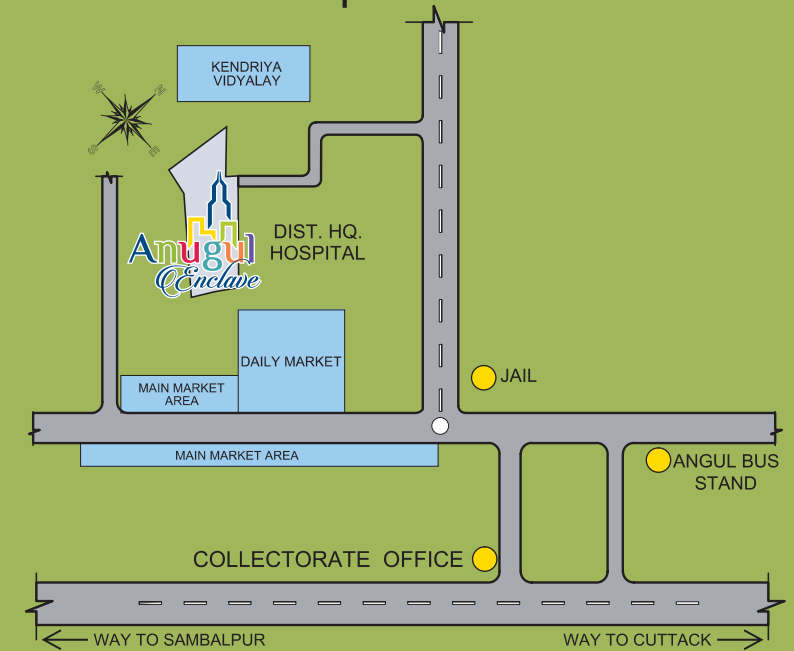 KENDRIYA
VIDYALAY
W
N
S
E
Anugul
Enclave
DIST. HQ.
HOSPITAL
DAILY MARKET
MAIN MARKET
AREA
JAIL
MAIN MARKET AREA
ANGUL BUS
STAND
COLLECTORATE OFFICE
WAY TO SAMBALPUR
WAY TO CUTTACK